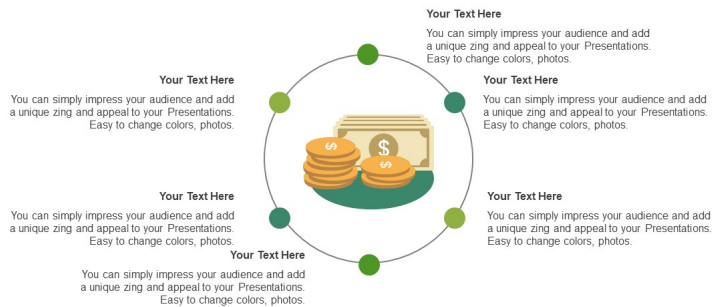 Your Text Here
You can simply impress your audience and add
a unique zing and appeal to your Presentations.
Easy to change colors, photos.
Your Text Here
You can simply impress your audience and add
a unique zing and appeal to your Presentations.
Easy to change colors, photos.
Your Text Here
You can simply impress your audience and add
a unique zing and appeal to your Presentations.
Easy to change colors, photos.
$
$
$
Your Text Here
You can simply impress your audience and add
a unique zing and appeal to your Presentations.
Easy to change colors, photos.
Your Text Here
You can simply impress your audience and add
a unique zing and appeal to your Presentations.
Easy to change colors, photos.
Your Text Here
You can simply impress your audience and add
a unique zing and appeal to your Presentations.
Easy to change colors, photos.